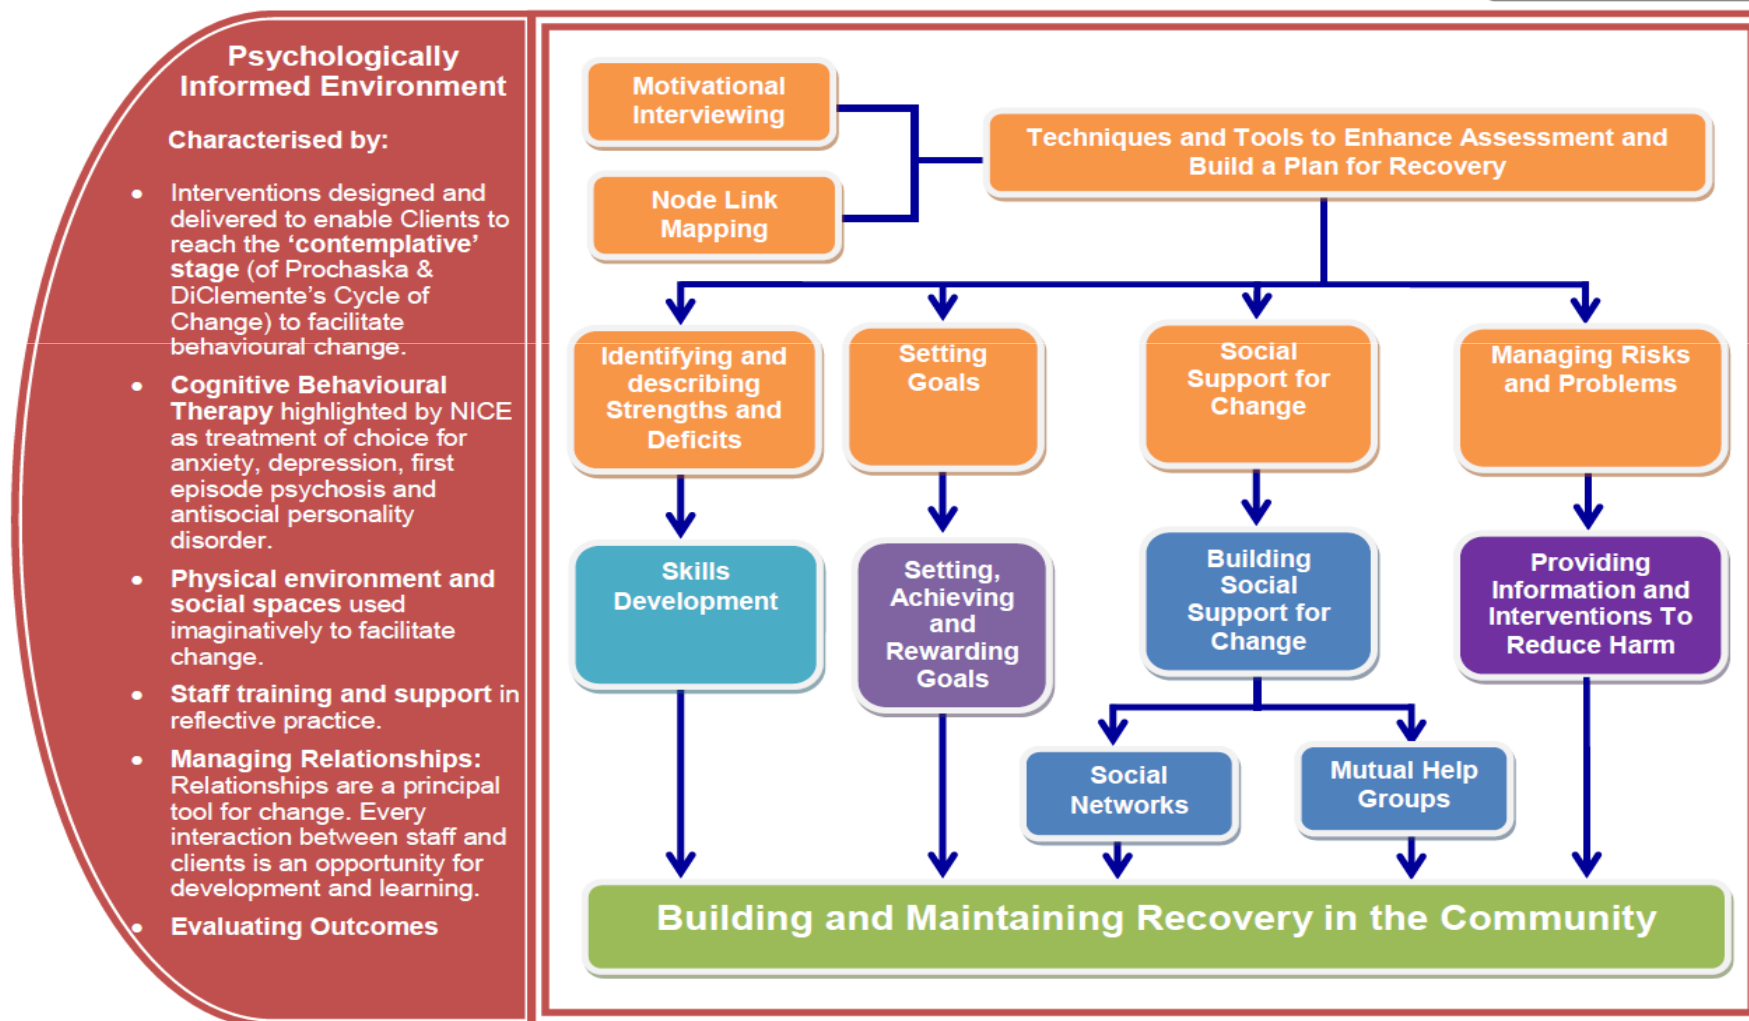 Psychologically
Informed Environment
Characterised by:
• Interventions designed and
delivered to enable Clients to
reach the ‘contemplative’
stage (of Prochaska &
DiClemente’s Cycle of
Change) to facilitate
behavioural change.
• Cognitive Behavioural
Therapy highlighted by NICE
as treatment of choice for
anxiety, depression, first
episode psychosis and
antisocial personality
disorder.
• Physical environment and
social spaces used
imaginatively to facilitate
change.
• Staff training and support in
reflective practice.
• Managing Relationships:
Relationships are a principal
tool for change. Every
interaction between staff and
clients is an opportunity for
development and learning.
• Evaluating Outcomes
Motivational
Interviewing
Node Link
Mapping
Techniques and Tools to Enhance Assessment and
Build a Plan for Recovery
Identifying and
describing
Strengths and
Deficits
Setting
Goals
Social
Support for
Change
Managing Risks
and Problems
Skills
Development
Setting,
Achieving
and
Rewarding
Goals
Building
Social
Support for
Change
Providing
Information and
Interventions To
Reduce Harm
Social
Networks
Mutual Help
Groups
Building and Maintaining Recovery in the Community